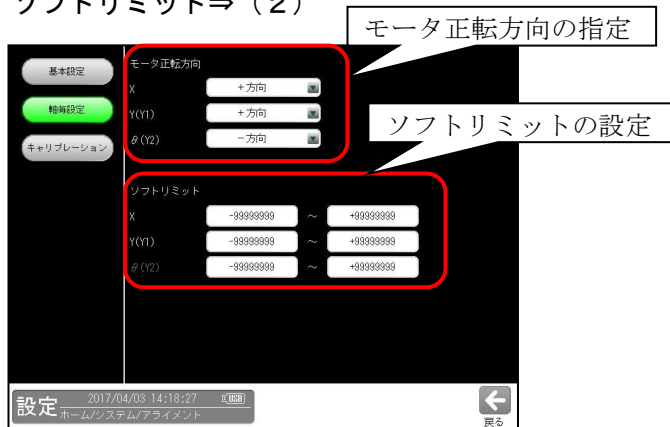 ソフトリミット⇒（２）
モータ正転方向の指定
基本設定
軸毎設定
キャリブレーション
モータ正転方向
X
+方向
Y(Y1)
+方向
θ(Y2)
-方向
ソフトリミットの設定
ソフトリミット
X
-99999999
～
+99999999
Y(Y1)
-99999999
～
+99999999
θ(Y2)
-99999999
～
+99999999
設定
2017/04/03 14:18:27
USB
ホーム/システム/アライメント
戻る